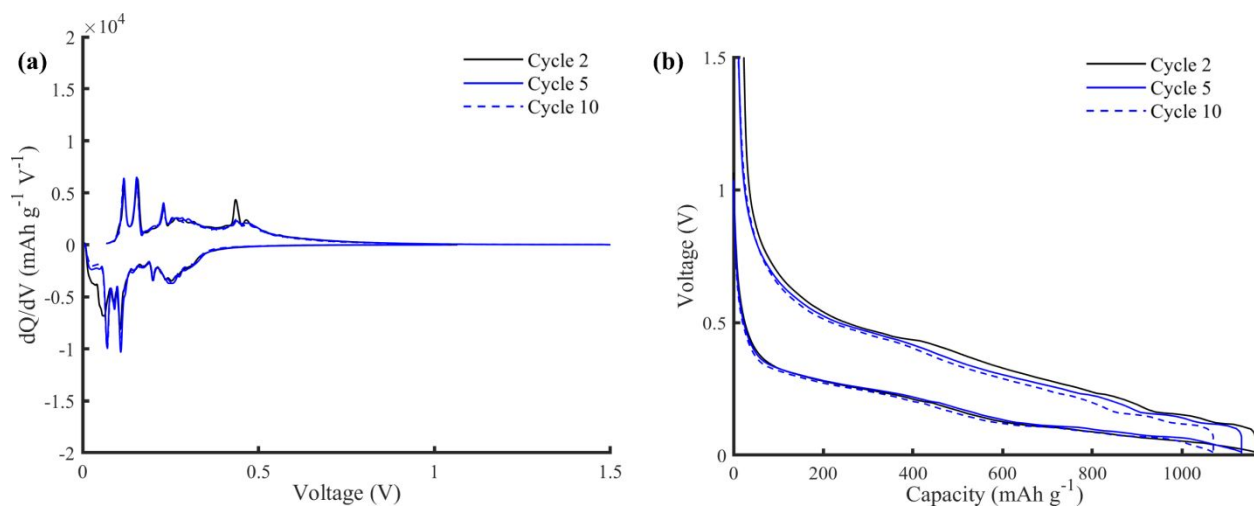 (a)
×10⁴
2
1.5
1
0.5
0
-0.5
-1
-1.5
-2
dQ/dV (mAh g⁻¹ V⁻¹)
Cycle 2
Cycle 5
Cycle 10
0
0.5
1
1.5
Voltage (V)
(b)
1.5
1
0.5
0
Voltage (V)
Cycle 2
Cycle 5
Cycle 10
0
200
400
600
800
1000
Capacity (mAh g⁻¹)